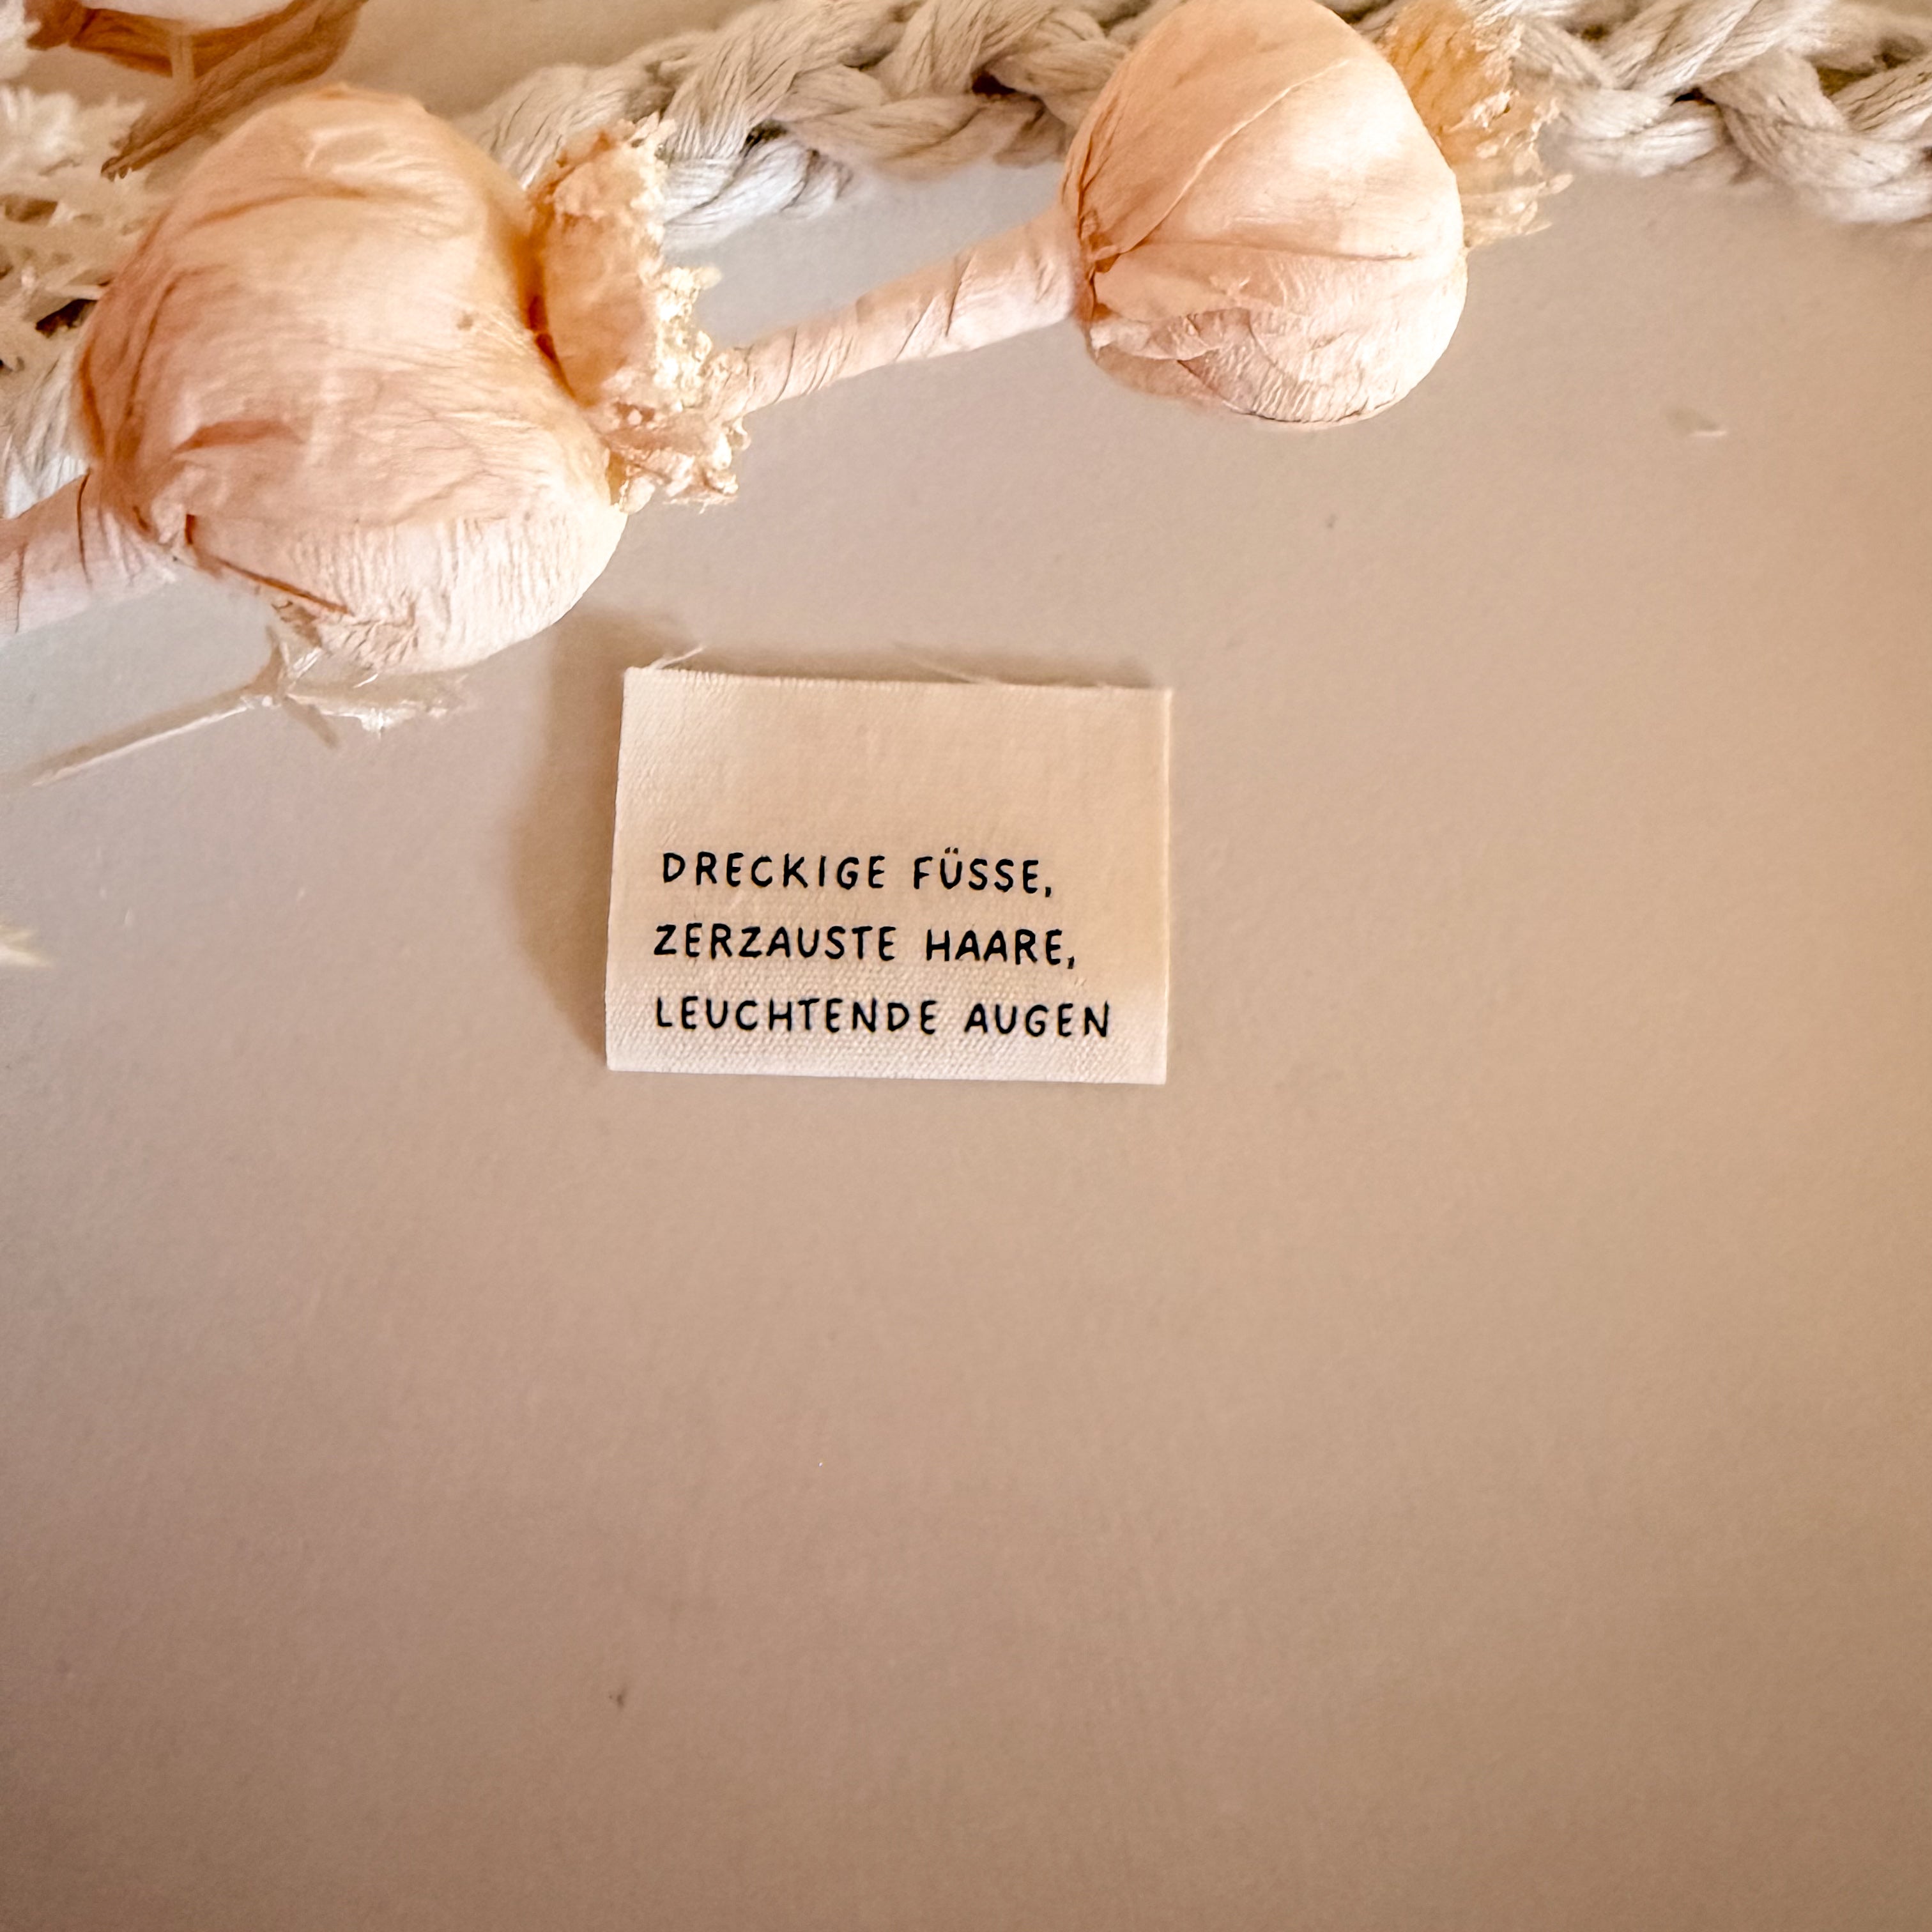 DRECKIGE FÜSSE,
ZERZAUSTE HAARE,
LEUCHTENDE AUGEN